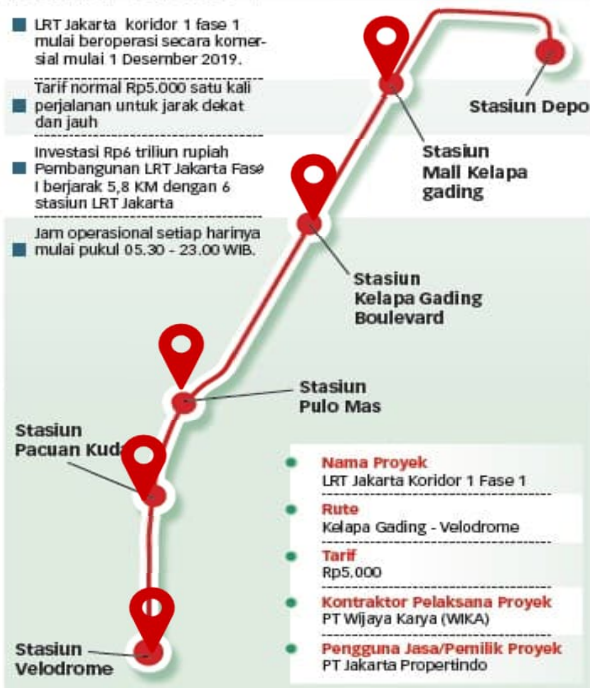 LRT Jakarta koridor 1 fase 1
mulai beroperasi secara komer-
sial mulai 1 Desember 2019.
Tarif normal Rp5.000 satu kali
perjalanan untuk jarak dekat
dan jauh
Investasi Rp6 triliun rupiah
Pembangunan LRT Jakarta Fase
I berjarak 5,8 KM dengan 6
stasiun LRT Jakarta
Jam operasional setiap harinya
mulai pukul 05.30 - 23.00 WIB.
Stasiun Depo
Stasiun
Mall Kelapa
gading
Stasiun
Kelapa Gading
Boulevard
Stasiun
Pulo Mas
Stasiun
Pacuan Kuda
Stasiun
Velodrome
Nama Proyek
LRT Jakarta Koridor 1 Fase 1
Rute
Kelapa Gading - Velodrome
Tarif
Rp5,000
Kontraktor Pelaksana Proyek
PT Wijaya Karya (WIKA)
Pengguna Jasa/Pemilik Proyek
PT Jakarta Propertindo